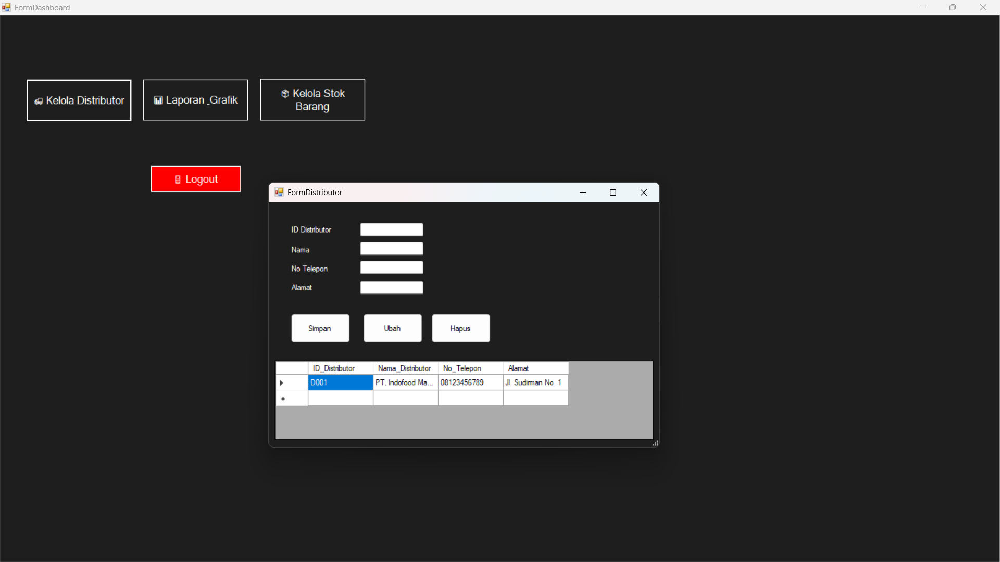 FormDashboard
Kelola Distributor
Laporan _Grafik
Kelola Stok
Barang
Logout
FormDistributor
ID Distributor
Nama
No Telepon
Alamat
Simpan Ubah Hapus
ID_Distributor Nama_Distributor No_Telepon Alamat
D001 PT. Indofood Ma... 08123456789 Jl. Sudirman No. 1